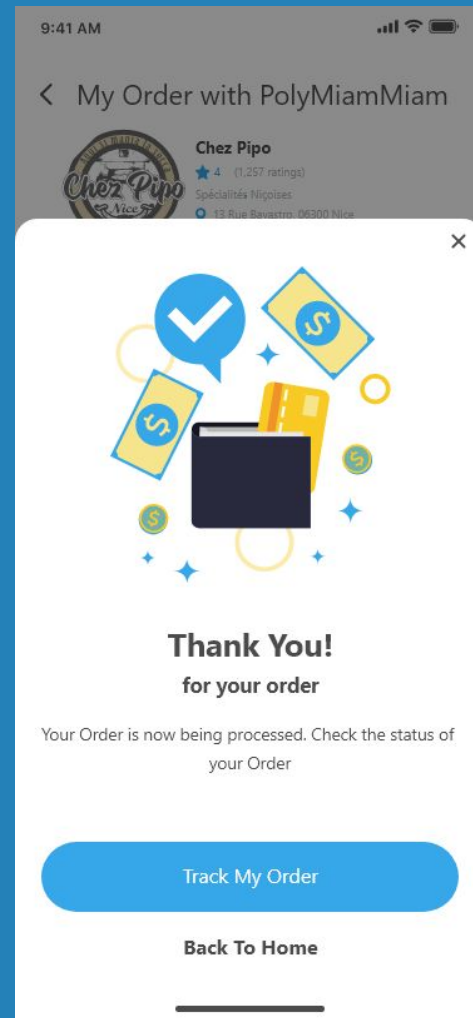 9:41 AM
My Order with PolyMiamMiam
Chez Pipo
4 (1,257 ratings)
Spécialités Niçoises
13 Rue Bavastro, 06300 Nice
Chez Pipo
Nice
Thank You!
for your order
Your Order is now being processed. Check the status of
your Order
Track My Order
Back To Home